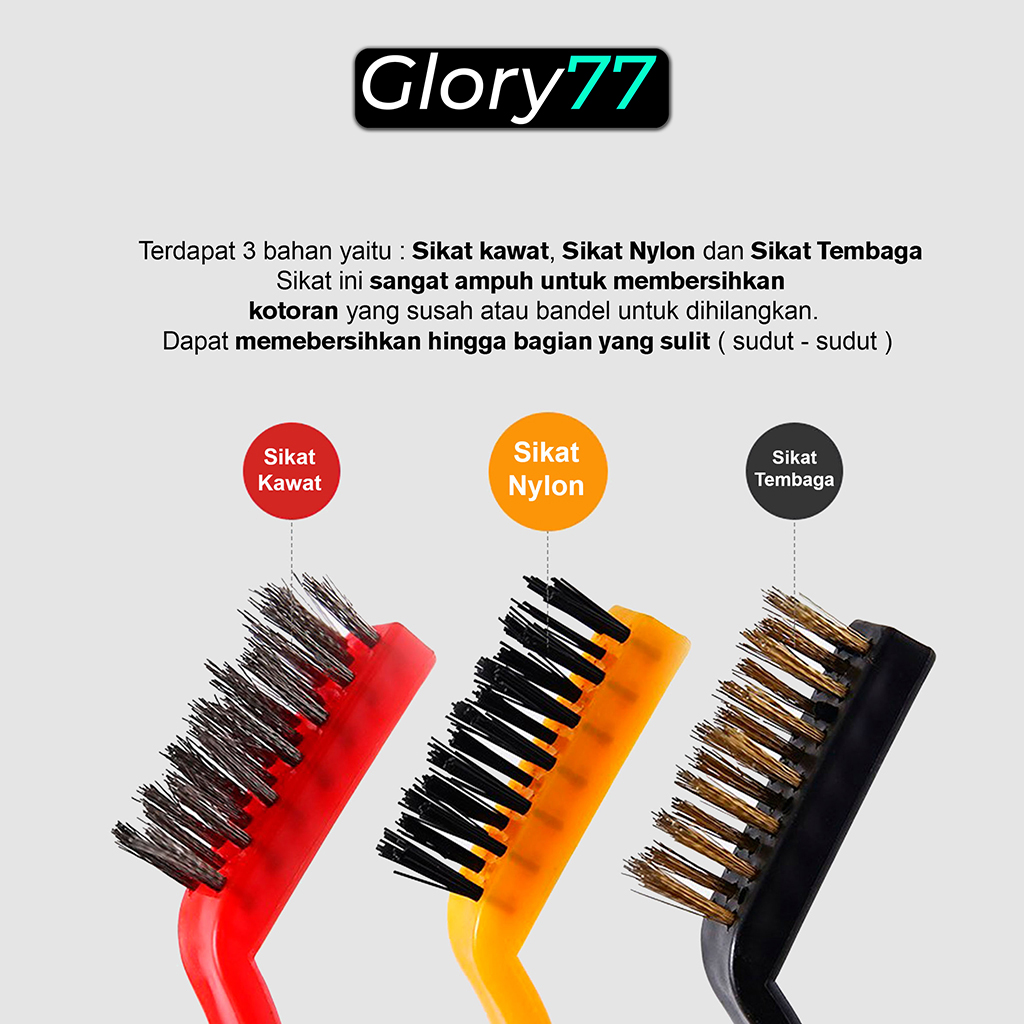 Glory77
Terdapat 3 bahan yaitu : Sikat kawat, Sikat Nylon dan Sikat Tembaga
Sikat ini sangat ampuh untuk membersihkan
kotoran yang susah atau bandel untuk dihilangkan.
Dapat memebersihkan hingga bagian yang sulit ( sudut - sudut )
Sikat
Kawat
Sikat
Nylon
Sikat
Tembaga